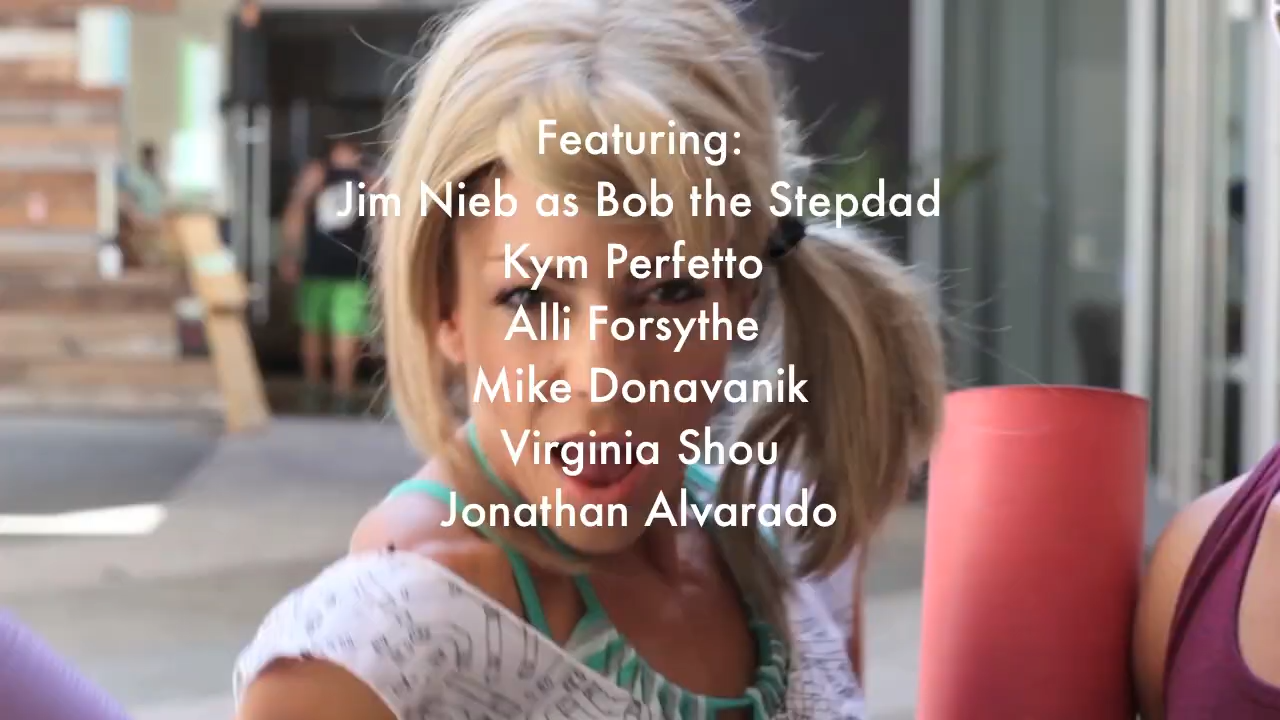 Featuring:
Jim Nieb as Bob the Stepdad
Kym Perfetto
Alli Forsythe
Mike Donavanik
Virginia Shou
Jonathan Alvarado